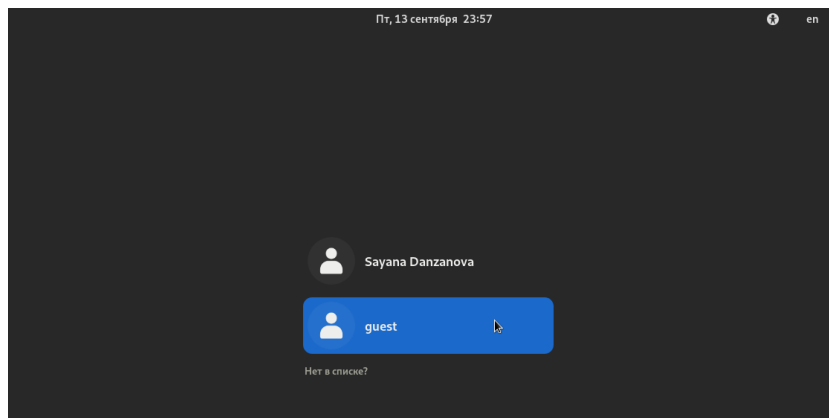 Пт, 13 сентября 23:57
en
Sayana Danzanova
guest
Нет в списке?